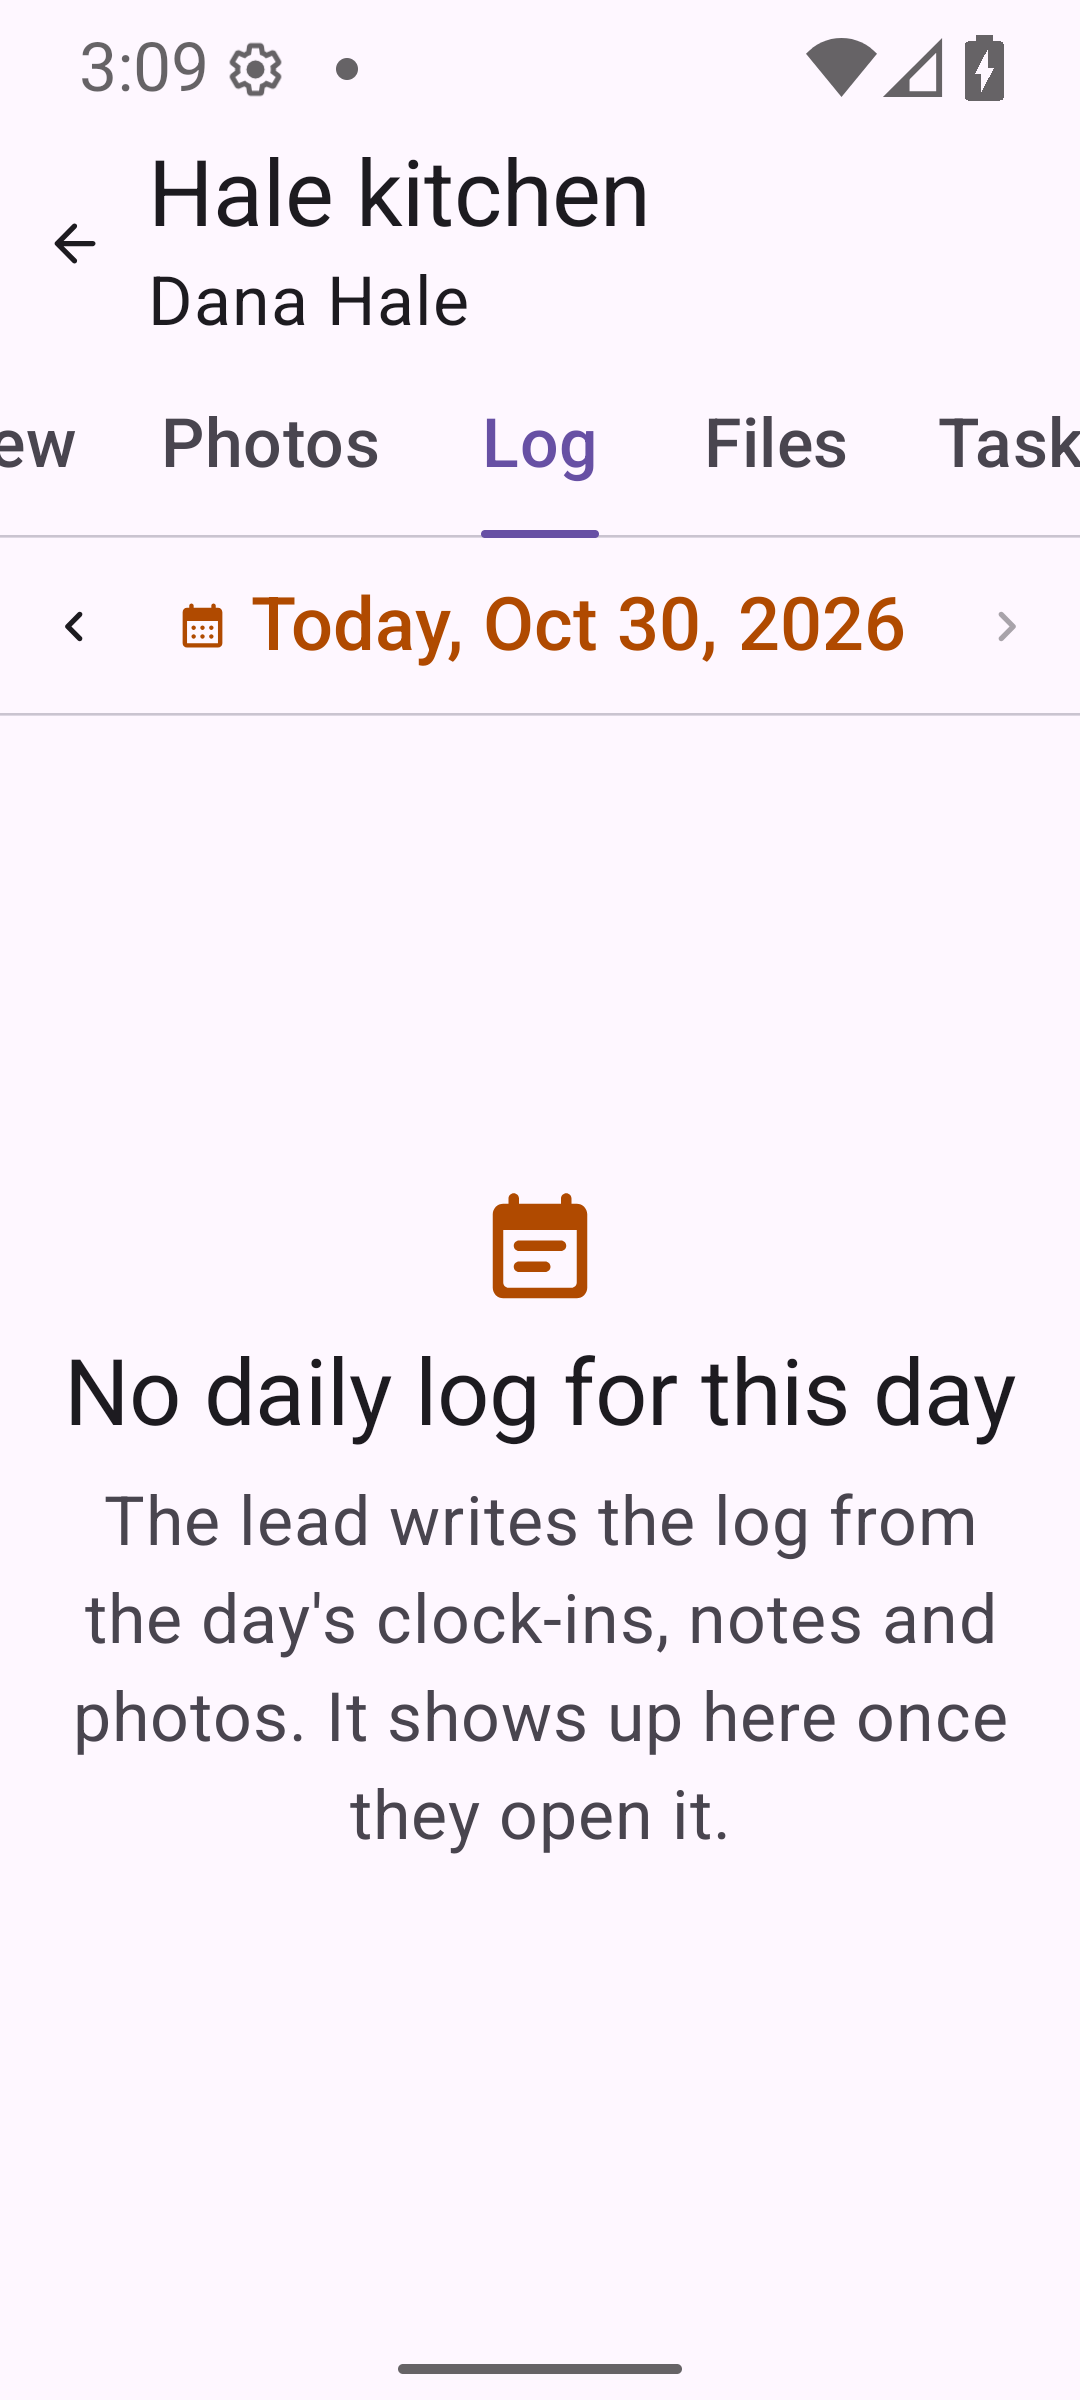 3:09
Hale kitchen
Dana Hale
ew Photos Log Files Task
Today, Oct 30, 2026
No daily log for this day
The lead writes the log from
the day's clock-ins, notes and
photos. It shows up here once
they open it.